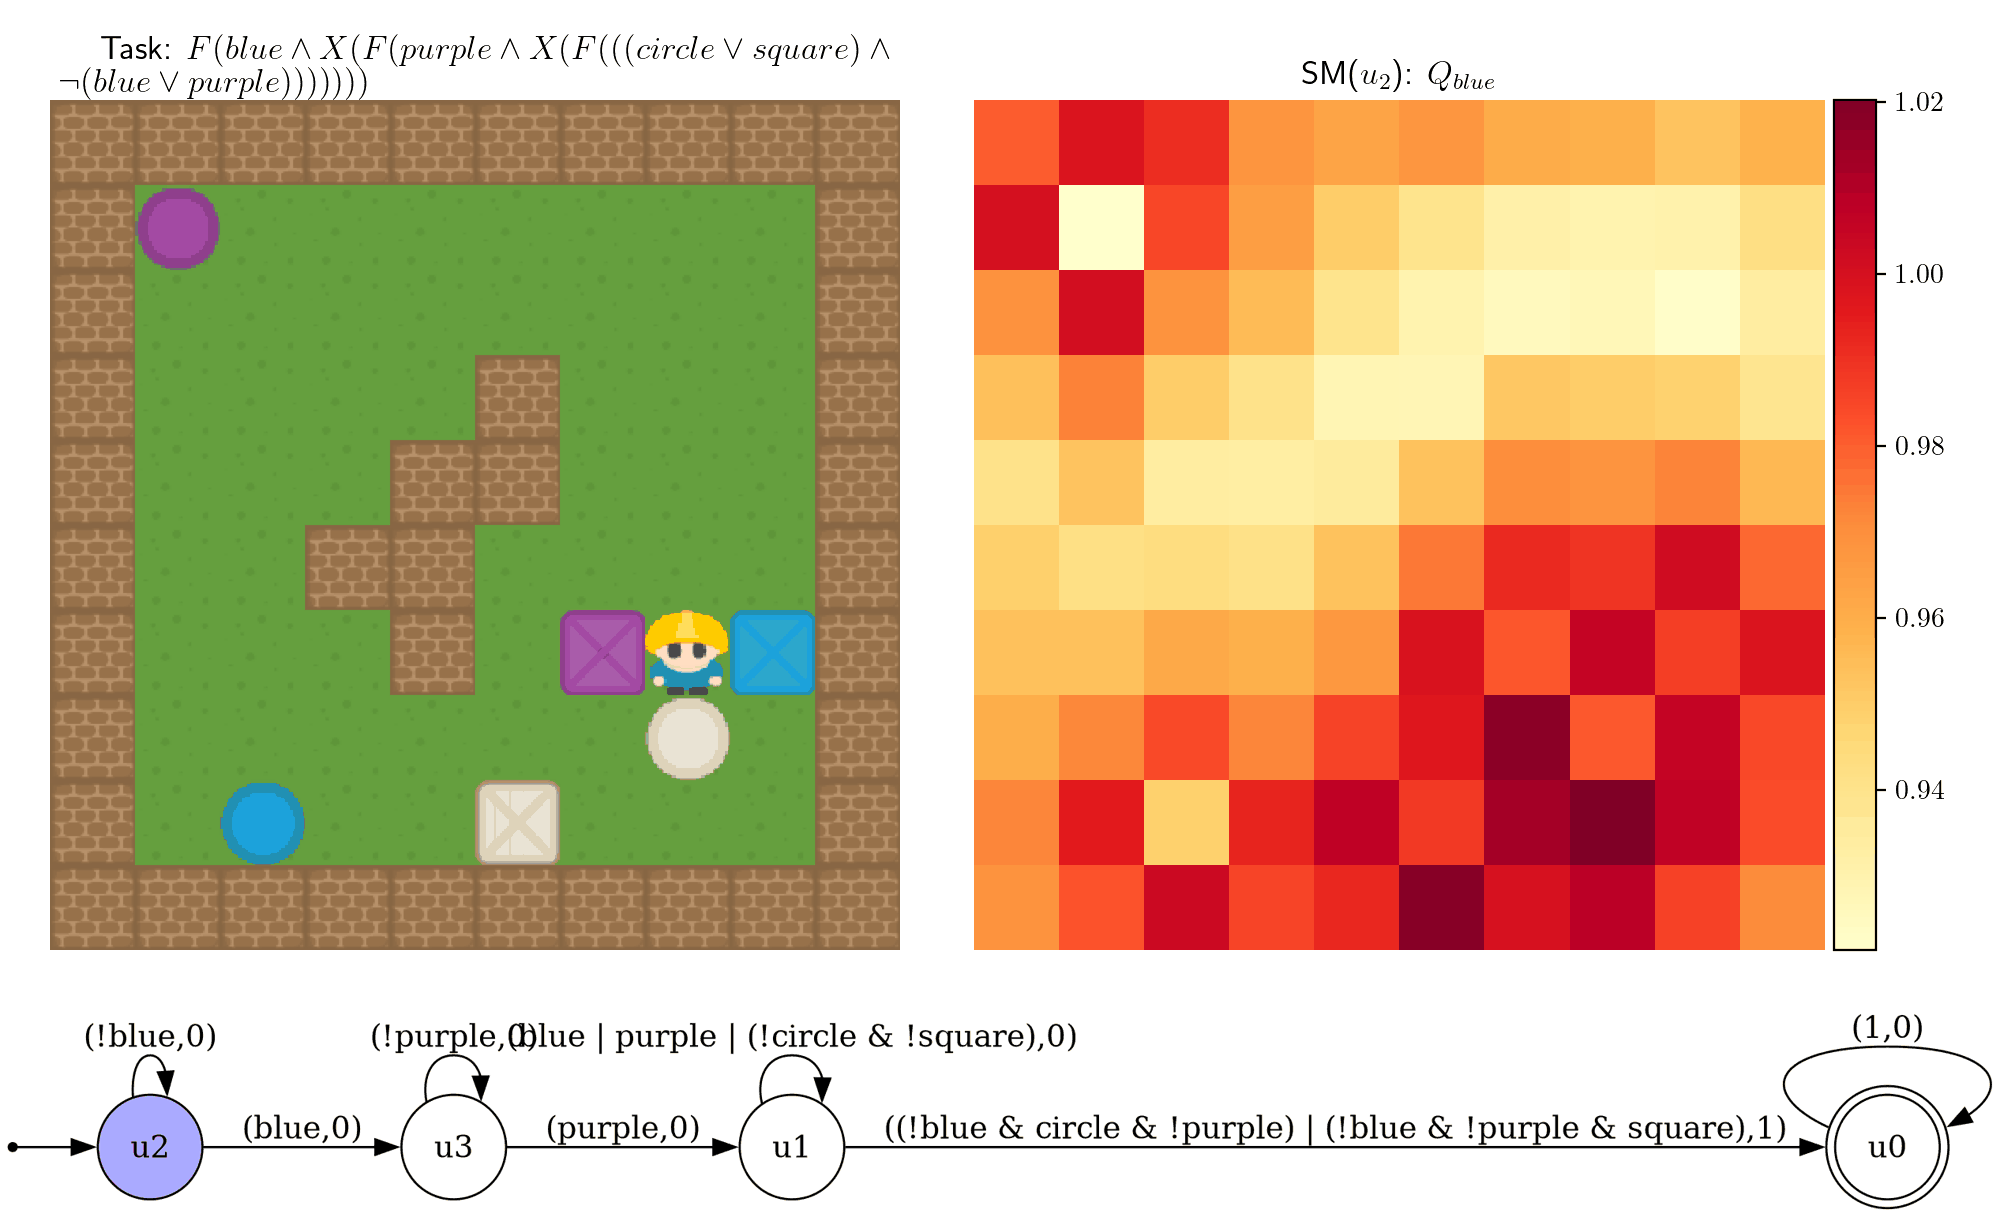 Task: F(blue ∧ X(F(purple ∧ X(F(((circle ∨ square) ∧
¬(blue ∨ purple)))))))
SM(u₂): Q_blue
1.02
1.00
0.98
0.96
0.94
(!blue,0)
(!purple,0)
(blue | purple | (!circle & !square),0)
(1,0)
(blue,0)
(purple,0)
((!blue & circle & !purple) | (!blue & !purple & square),1)
u2
u3
u1
u0